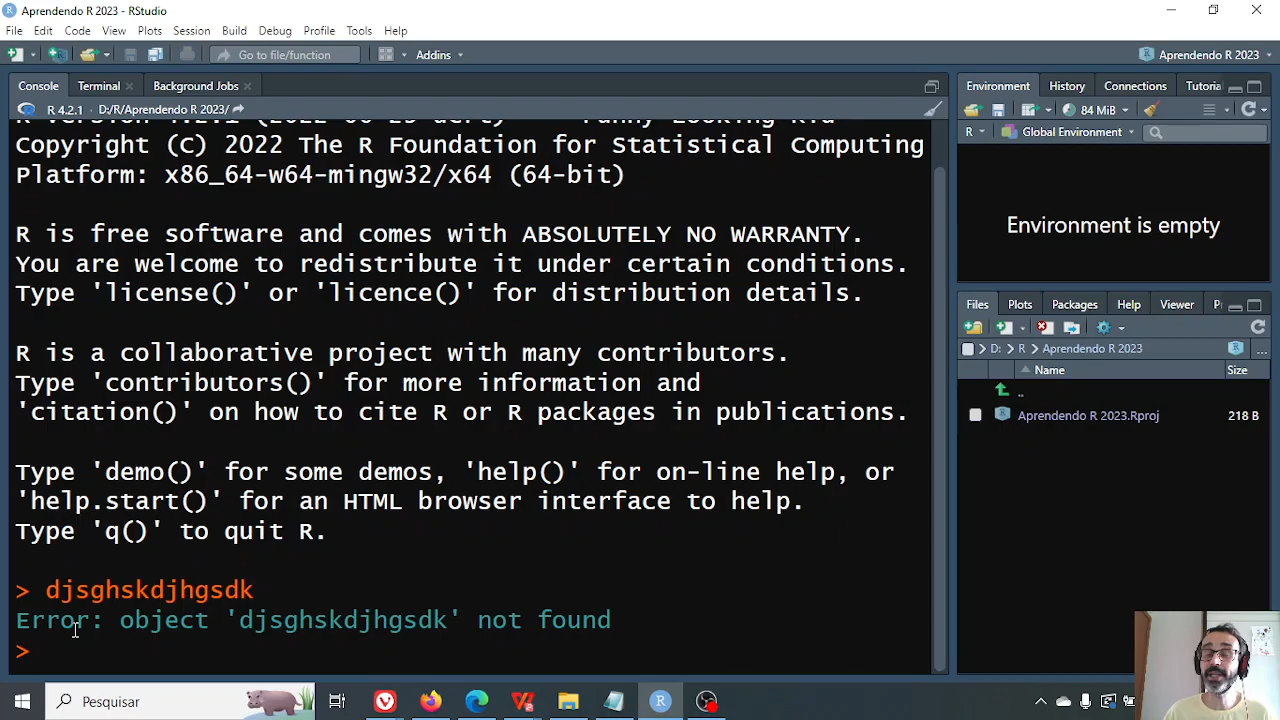 Aprendendo R 2023 - RStudio
File Edit Code View Plots Session Build Debug Profile Tools Help
Go to file/function Addins Aprendendo R 2023
Console Terminal Background Jobs
R 4.2.1 · D:/R/Aprendendo R 2023/
Copyright (C) 2022 The R Foundation for Statistical Computing
Platform: x86_64-w64-mingw32/x64 (64-bit)
R is free software and comes with ABSOLUTELY NO WARRANTY.
You are welcome to redistribute it under certain conditions.
Type 'license()' or 'licence()' for distribution details.
R is a collaborative project with many contributors.
Type 'contributors()' for more information and
'citation()' on how to cite R or R packages in publications.
Type 'demo()' for some demos, 'help()' for on-line help, or
'help.start()' for an HTML browser interface to help.
Type 'q()' to quit R.
> djsghskdjhgsdk
Error: object 'djsghskdjhgsdk' not found
>
Environment History Connections Tutoria
84 MiB
R Global Environment
Environment is empty
Files Plots Packages Help Viewer
D: R Aprendendo R 2023 ...
Name Size
..
Aprendendo R 2023.Rproj 218 B
Pesquisar